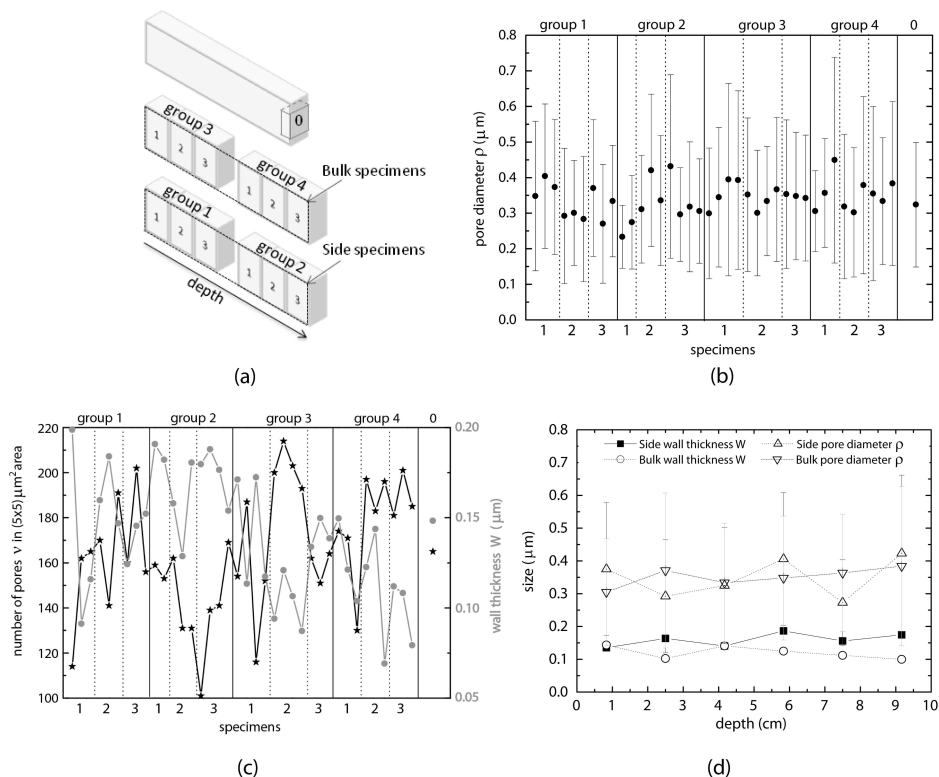 0
group 3
1 2 3
group 4
1 2 3
Bulk specimens
group 1
1 2 3
Side specimens
group 2
1 2 3
depth
(a)
group 1 group 2 group 3 group 4 0
0.8
0.7
0.6
0.5
0.4
0.3
0.2
0.1
0.0
pore diameter ρ (μm)
1 2 3 1 2 3 1 2 3 1 2 3
specimens
(b)
group 1 group 2 group 3 group 4 0
220
200
180
160
140
120
100
number of pores ν in (5x5) μm² area
0.20
0.15
0.10
0.05
wall thickness W (μm)
1 2 3 1 2 3 1 2 3 1 2 3
specimens
(c)
Side wall thickness W Side pore diameter ρ
Bulk wall thickness W Bulk pore diameter ρ
0.8
0.7
0.6
0.5
0.4
0.3
0.2
0.1
0.0
size (μm)
0 1 2 3 4 5 6 7 8 9 10
depth (cm)
(d)